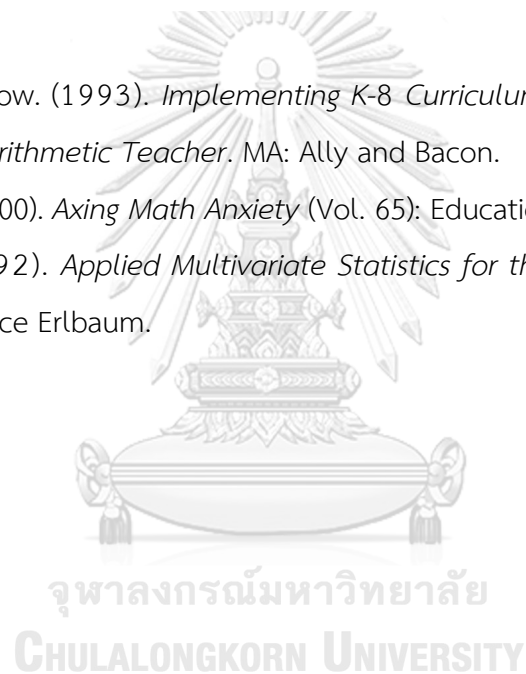 ow. (1993). Implementing K-8 Curriculu
rithmetic Teacher. MA: Ally and Bacon.
00). Axing Math Anxiety (Vol. 65): Educati
92). Applied Multivariate Statistics for th
ce Erlbaum.
จุฬาลงกรณ์มหาวิทยาลัย
CHULALONGKORN UNIVERSITY